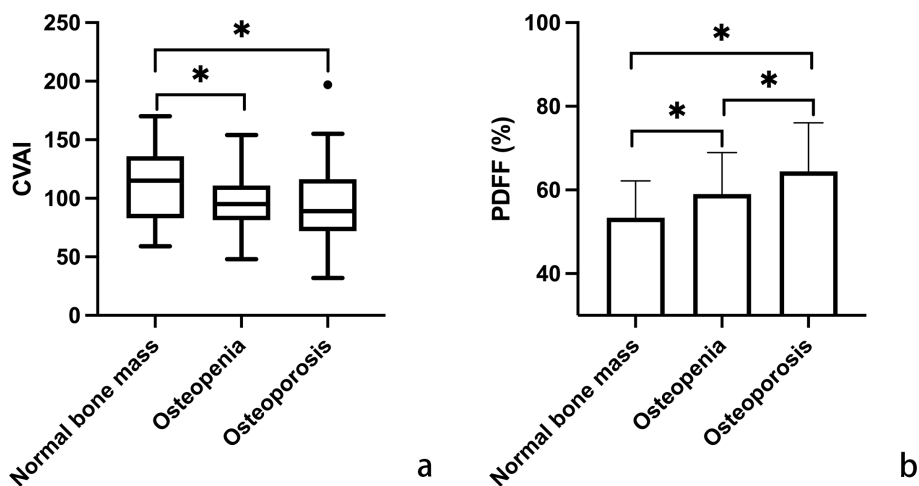 250
200
150
100
50
0
CVAI
*
*
Normal bone mass
Osteopenia
Osteoporosis
a
100
80
60
40
PDFF (%)
*
*
*
Normal bone mass
Osteopenia
Osteoporosis
b